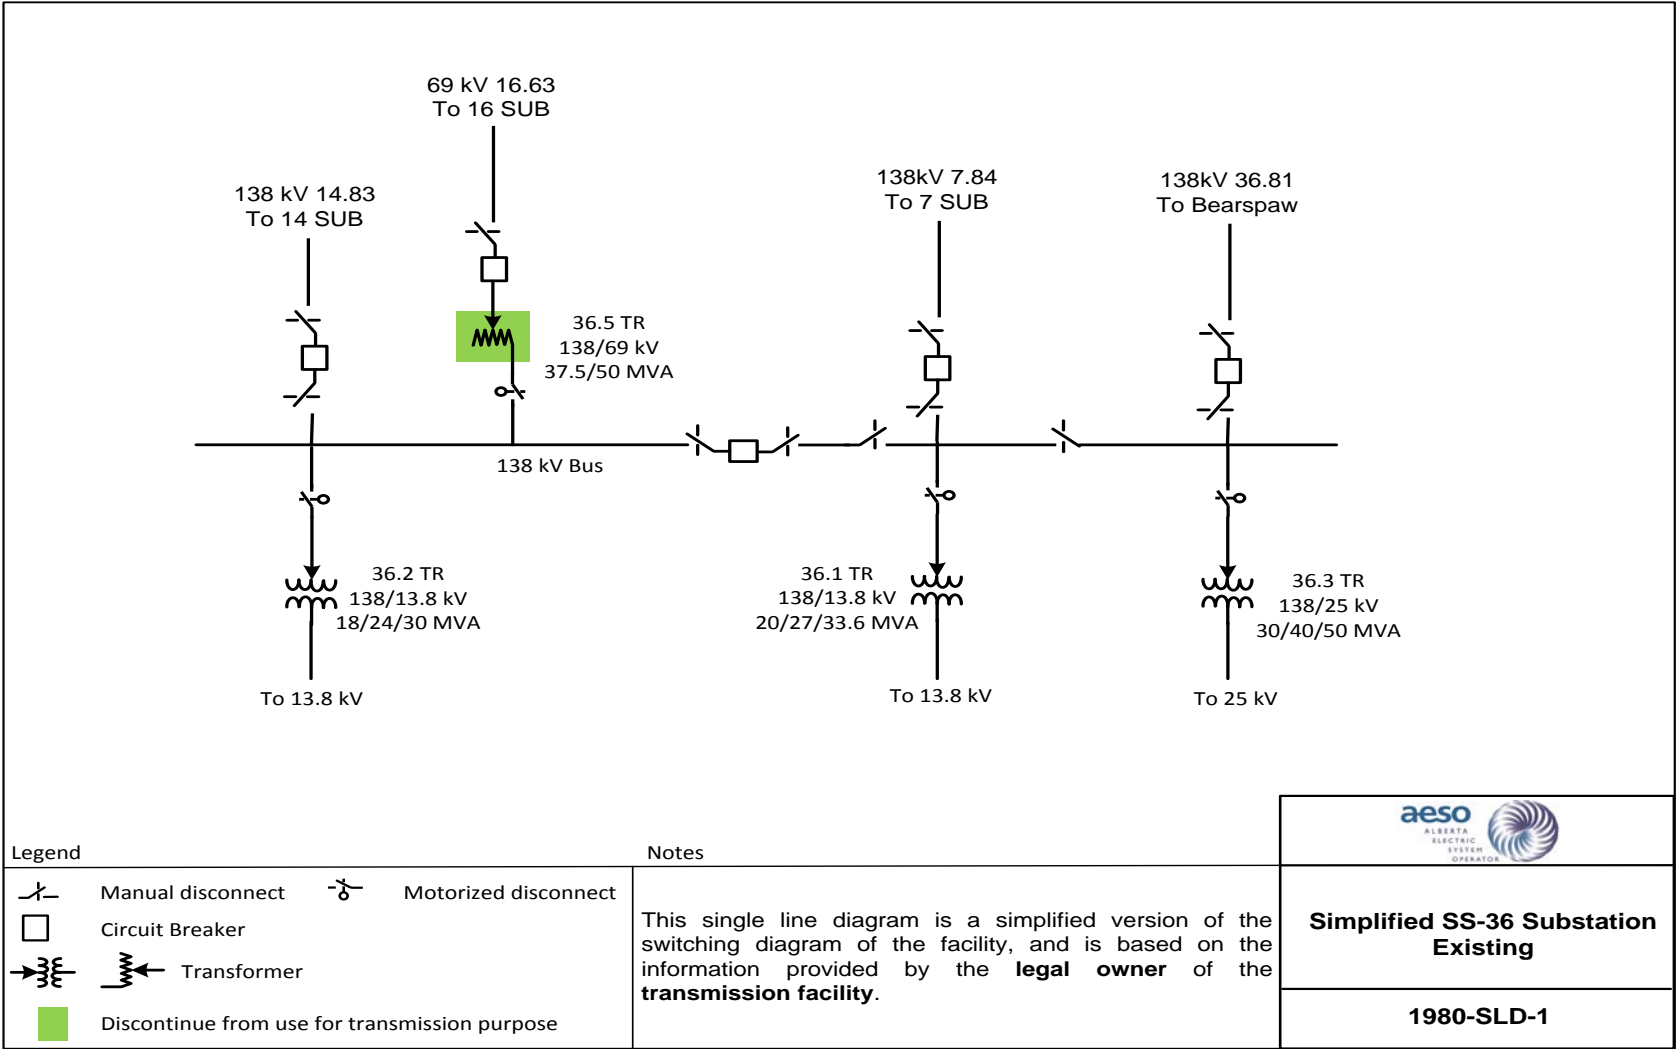 69 kV 16.63
To 16 SUB
138 kV 14.83
To 14 SUB
138kV 7.84
To 7 SUB
138kV 36.81
To Bearspaw
36.5 TR
138/69 kV
37.5/50 MVA
138 kV Bus
36.2 TR
138/13.8 kV
18/24/30 MVA
36.1 TR
138/13.8 kV
20/27/33.6 MVA
36.3 TR
138/25 kV
30/40/50 MVA
To 13.8 kV
To 13.8 kV
To 25 kV
Legend
Manual disconnect
Motorized disconnect
Circuit Breaker
Transformer
Discontinue from use for transmission purpose
Notes
This single line diagram is a simplified version of the
switching diagram of the facility, and is based on the
information provided by the legal owner of the
transmission facility.
aeso
ALBERTA
ELECTRIC
SYSTEM
OPERATOR
Simplified SS-36 Substation
Existing
1980-SLD-1